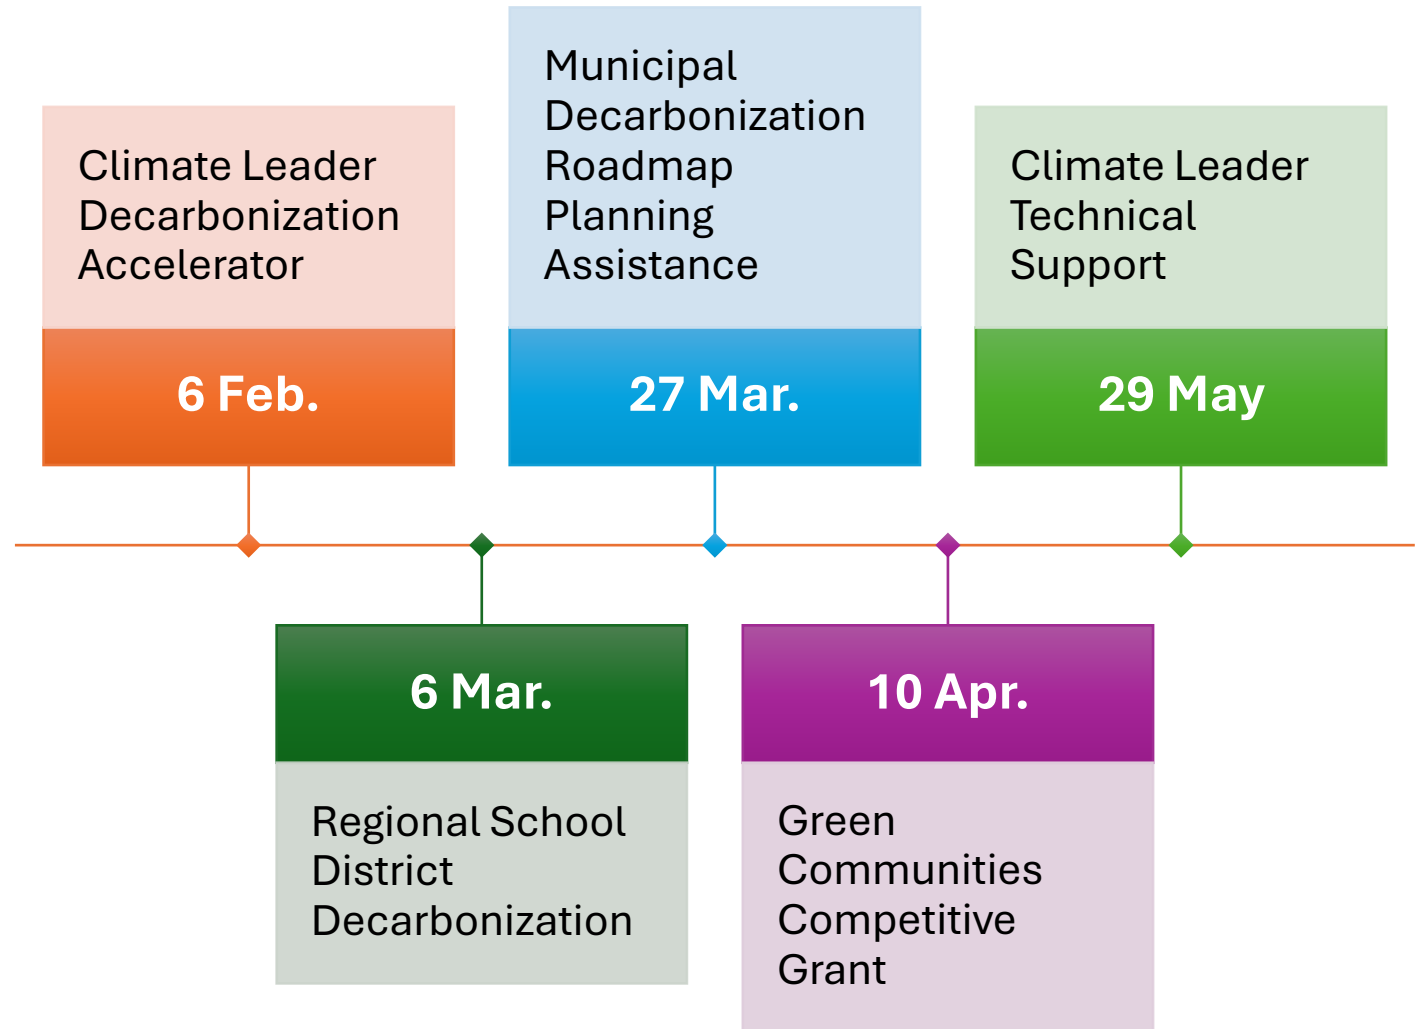 Climate Leader
Decarbonization
Accelerator
6 Feb.
6 Mar.
Regional School
District
Decarbonization
Municipal
Decarbonization
Roadmap
Planning
Assistance
27 Mar.
10 Apr.
Green
Communities
Competitive
Grant
Climate Leader
Technical
Support
29 May